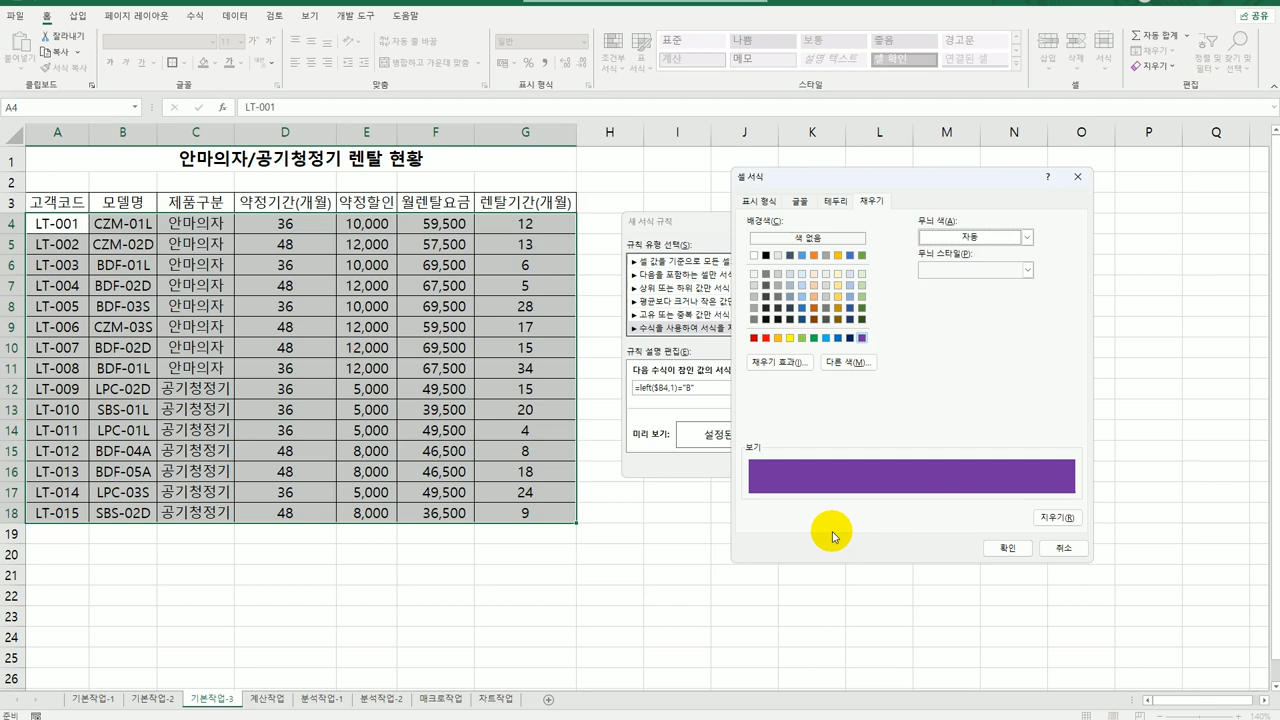 파일 홈 삽입 페이지 레이아웃 수식 데이터 검토 보기 개발 도구 도움말 공유
잘라내기
복사
서식 복사
붙여넣기
클립보드
11
가 가
가 가 가
글꼴
자동 줄 바꿈
병합하고 가운데 맞춤
맞춤
일반
표시 형식
조건부 서식
표 서식
표준 나쁨 보통 좋음 경고문
계산 메모 설명 텍스트 셀 확인 연결된 셀
스타일
삽입 삭제 서식
셀
자동 합계
채우기
지우기
정렬 및 필터
찾기 및 선택
편집
A4 fx LT-001
A B C D E F G H I J K L M N O P Q
1 안마의자/공기청정기 렌탈 현황
2
3 고객코드 모델명 제품구분 약정기간(개월) 약정할인 월렌탈요금 렌탈기간(개월)
4 LT-001 CZM-01L 안마의자 36 10,000 59,500 12
5 LT-002 CZM-02D 안마의자 48 12,000 57,500 13
6 LT-003 BDF-01L 안마의자 36 10,000 69,500 6
7 LT-004 BDF-02D 안마의자 48 12,000 67,500 5
8 LT-005 BDF-03S 안마의자 36 10,000 69,500 28
9 LT-006 CZM-03S 안마의자 48 12,000 59,500 17
10 LT-007 BDF-02D 안마의자 48 12,000 69,500 15
11 LT-008 BDF-01L 안마의자 36 12,000 67,500 34
12 LT-009 LPC-02D 공기청정기 36 5,000 49,500 15
13 LT-010 SBS-01L 공기청정기 36 5,000 39,500 20
14 LT-011 LPC-01L 공기청정기 36 5,000 49,500 4
15 LT-012 BDF-04A 공기청정기 48 8,000 46,500 8
16 LT-013 BDF-05A 공기청정기 48 8,000 46,500 18
17 LT-014 LPC-03S 공기청정기 36 5,000 49,500 24
18 LT-015 SBS-02D 공기청정기 48 8,000 36,500 9
19
20
21
22
23
24
25
26
새 서식 규칙
규칙 유형 선택(S):
► 셀 값을 기준으로 모든 셀
► 다음을 포함하는 셀만 서식
► 상위 또는 하위 값만 서식
► 평균보다 크거나 작은 값만
► 고유 또는 중복 값만 서식
► 수식을 사용하여 서식을 지
규칙 설명 편집(E):
다음 수식이 참인 값의 서식
=left($B4,1)="B"
미리 보기: 설정된
셀 서식 ? ×
표시 형식 글꼴 테두리 채우기
배경색(C):
색 없음
무늬 색(A):
자동
무늬 스타일(P):
채우기 효과(I)... 다른 색(M)...
보기
지우기(R)
확인 취소
기본작업-1 기본작업-2 기본작업-3 계산작업 분석작업-1 분석작업-2 매크로작업 차트작업
준비 140%